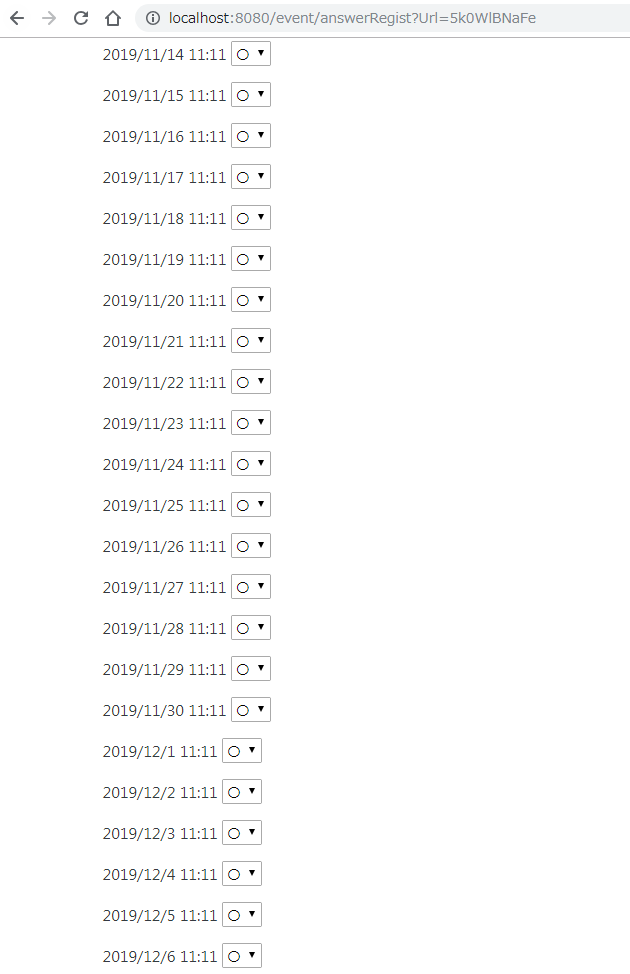 localhost:8080/event/answerRegist?Url=5k0WlBNaFe
2019/11/14 11:11 ○
2019/11/15 11:11 ○
2019/11/16 11:11 ○
2019/11/17 11:11 ○
2019/11/18 11:11 ○
2019/11/19 11:11 ○
2019/11/20 11:11 ○
2019/11/21 11:11 ○
2019/11/22 11:11 ○
2019/11/23 11:11 ○
2019/11/24 11:11 ○
2019/11/25 11:11 ○
2019/11/26 11:11 ○
2019/11/27 11:11 ○
2019/11/28 11:11 ○
2019/11/29 11:11 ○
2019/11/30 11:11 ○
2019/12/1 11:11 ○
2019/12/2 11:11 ○
2019/12/3 11:11 ○
2019/12/4 11:11 ○
2019/12/5 11:11 ○
2019/12/6 11:11 ○